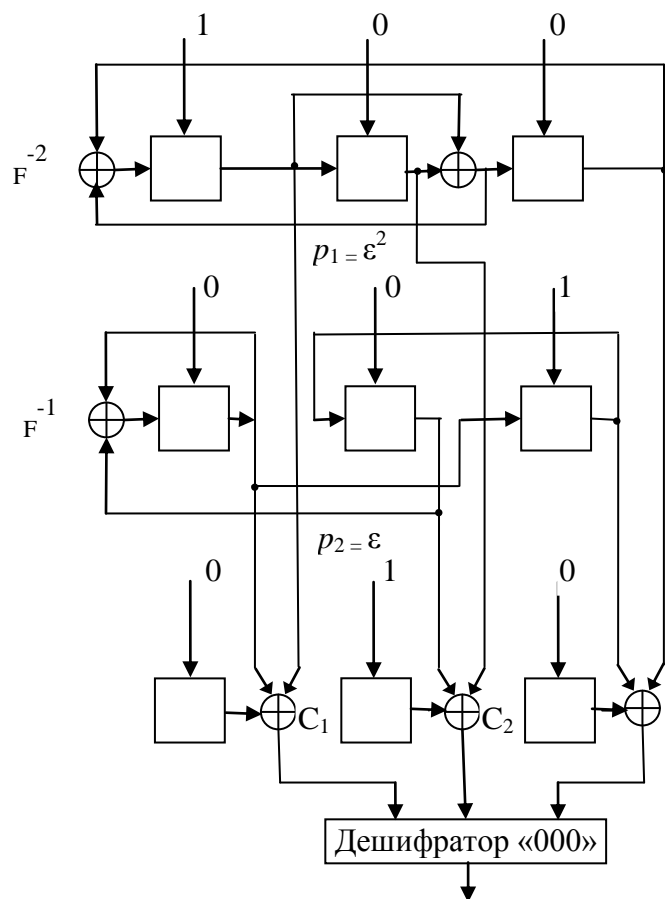 1 0 0
F⁻²
p₁ = ε²
0 0 1
F⁻¹
p₂ = ε
0 1 0
C₁ C₂
Дешифратор «000»